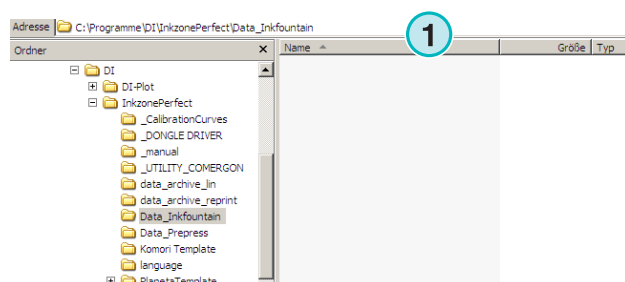 Adresse C:\Programme\DI\InkzonePerfect\Data_Inkfountain
Ordner
Name Größe Typ
1
DI
DI-Plot
InkzonePerfect
_CalibrationCurves
_DONGLE DRIVER
_manual
_UTILITY_COMERGON
data_archive_lin
data_archive_reprint
Data_Inkfountain
Data_Prepress
Komori Template
language
PlanetaTemplate